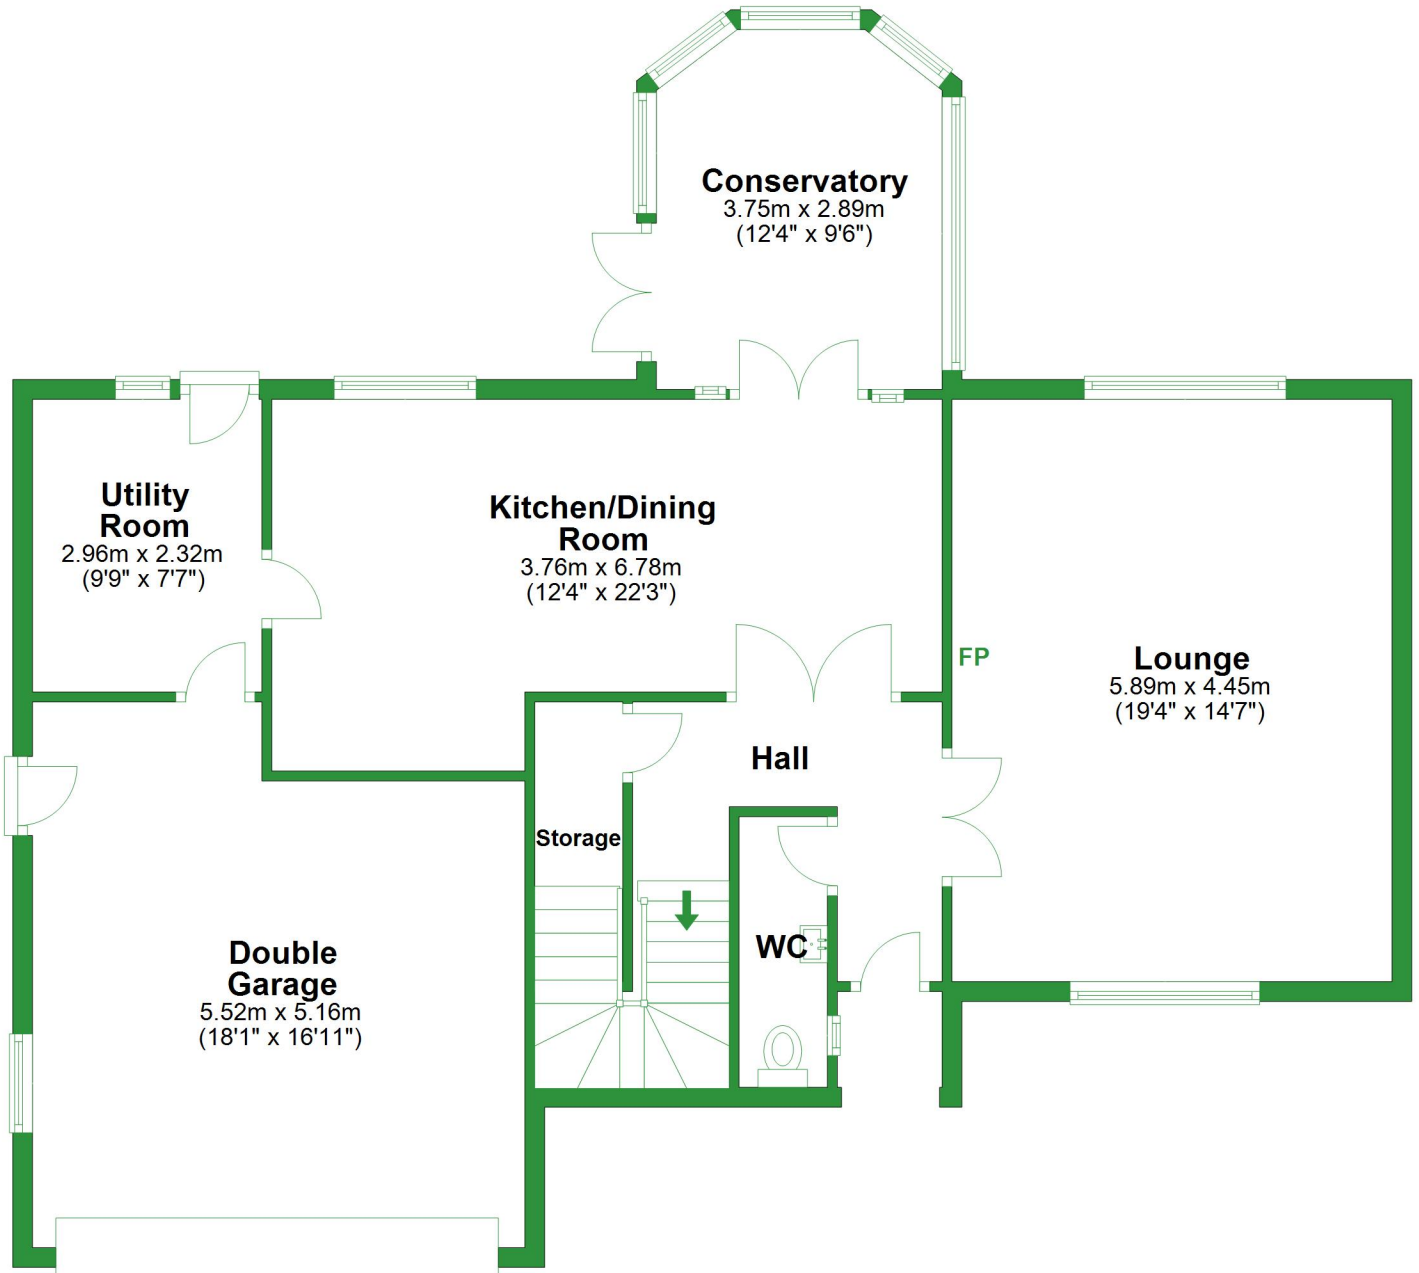 Conservatory
3.75m x 2.89m
(12'4" x 9'6")
Utility
Room
2.96m x 2.32m
(9'9" x 7'7")
Kitchen/Dining
Room
3.76m x 6.78m
(12'4" x 22'3")
FP
Lounge
5.89m x 4.45m
(19'4" x 14'7")
Hall
Storage
WC
Double
Garage
5.52m x 5.16m
(18'1" x 16'11")